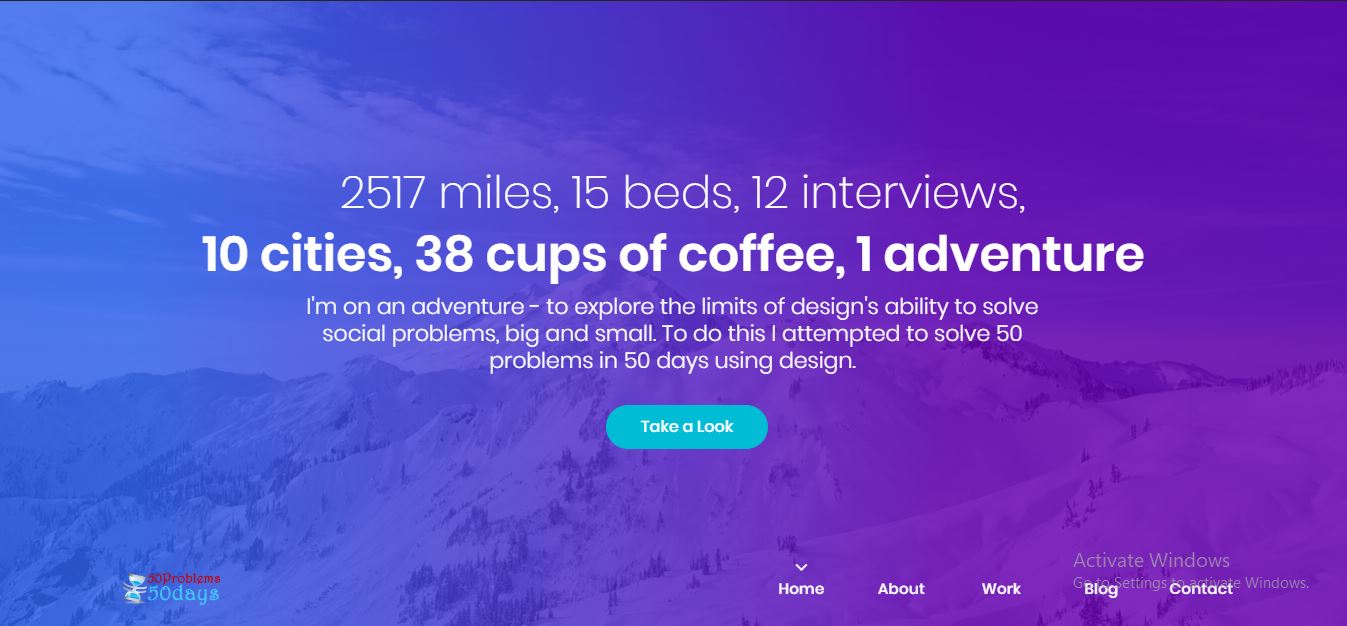 2517 miles, 15 beds, 12 interviews,
10 cities, 38 cups of coffee, 1 adventure
I'm on an adventure - to explore the limits of design's ability to solve
social problems, big and small. To do this I attempted to solve 50
problems in 50 days using design.
Take a Look
50Problems
50days
Home About Work Blog Contact
Activate Windows
Go to Settings to activate Windows.